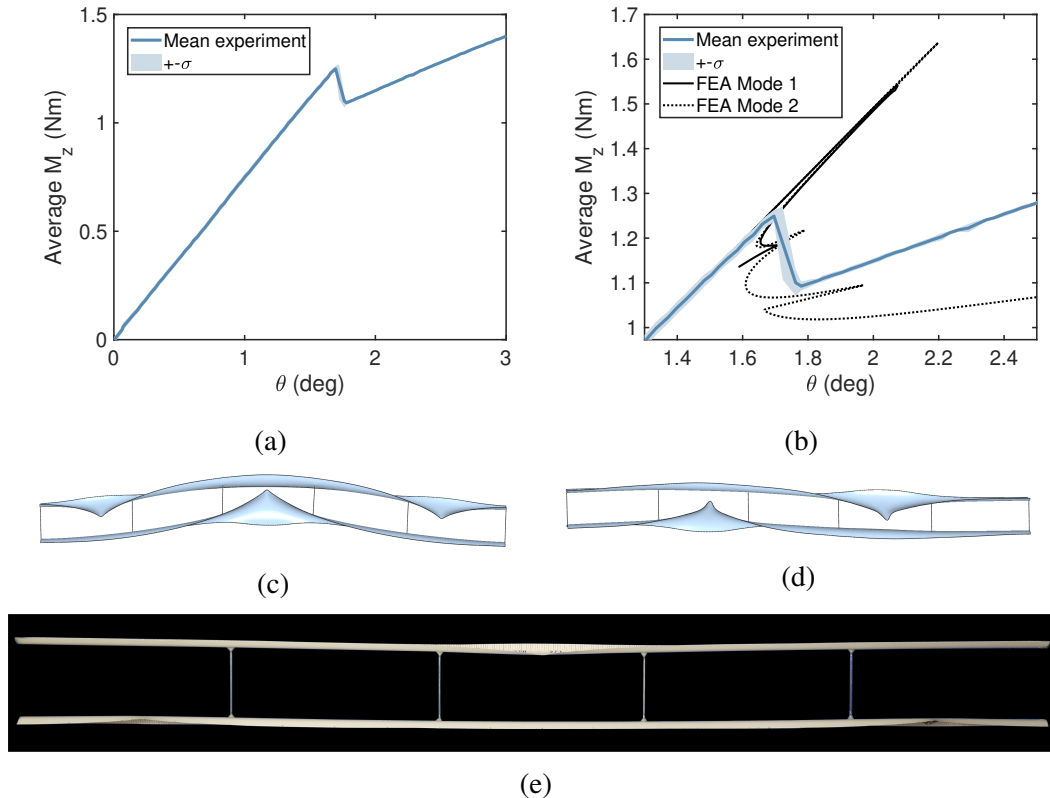 1.5
1
0.5
0
Average M_z (Nm)
Mean experiment
+-σ
0 1 2 3
θ (deg)
(a)
1.7
1.6
1.5
1.4
1.3
1.2
1.1
1
Average M_z (Nm)
Mean experiment
+-σ
FEA Mode 1
FEA Mode 2
1.4 1.6 1.8 2 2.2 2.4
θ (deg)
(b)
(c)
(d)
(e)